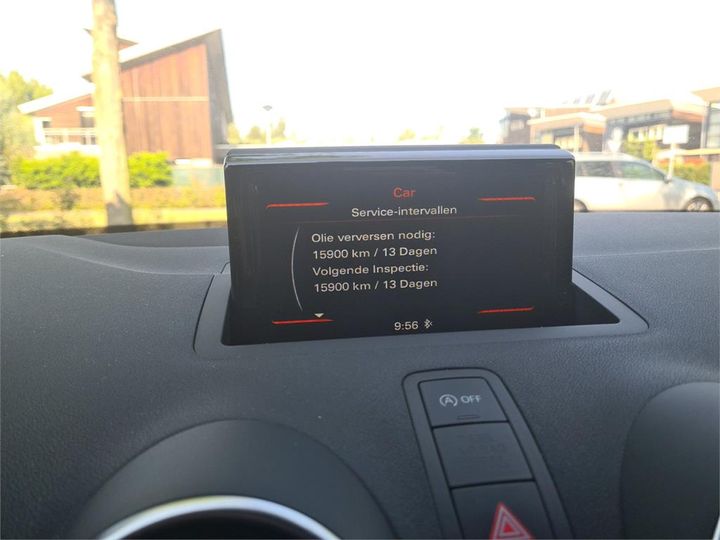 Car
Service-intervallen
Olie verversen nodig:
15900 km / 13 Dagen
Volgende Inspectie:
15900 km / 13 Dagen
9:56
A OFF